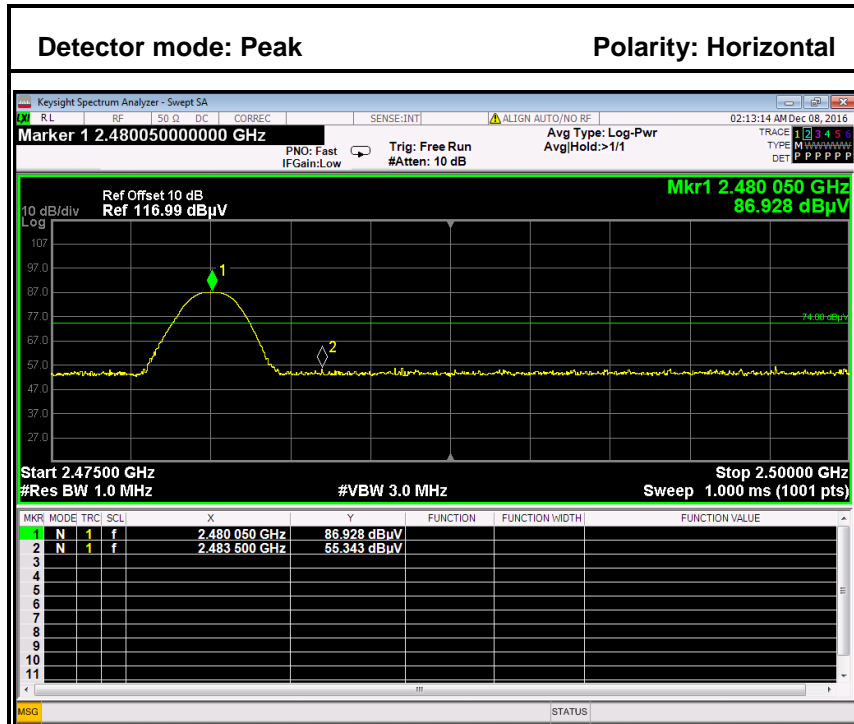 Detector mode: Peak Polarity: Horizontal
Keysight Spectrum Analyzer - Swept SA
LXI RL RF 50 Ω DC CORREC SENSE:INT ALIGN AUTO/NO RF 02:13:14 AM Dec 08, 2016
Marker 1 2.480050000000 GHz
PNO: Fast
IFGain:Low
Trig: Free Run
#Atten: 10 dB
Avg Type: Log-Pwr
Avg|Hold:>1/1
TRACE 1 2 3 4 5 6
TYPE M WWWWW
DET P P P P P P
Mkr1 2.480 050 GHz
86.928 dBµV
Ref Offset 10 dB
10 dB/div Ref 116.99 dBµV
Log
107
97.0
87.0
77.0
67.0
57.0
47.0
37.0
27.0
1
2
74.00 dBµV
Start 2.47500 GHz Stop 2.50000 GHz
#Res BW 1.0 MHz #VBW 3.0 MHz Sweep 1.000 ms (1001 pts)
MKR MODE TRC SCL X Y FUNCTION FUNCTION WIDTH FUNCTION VALUE
1 N 1 f 2.480 050 GHz 86.928 dBµV
2 N 1 f 2.483 500 GHz 55.343 dBµV
3
4
5
6
7
8
9
10
11
MSG STATUS